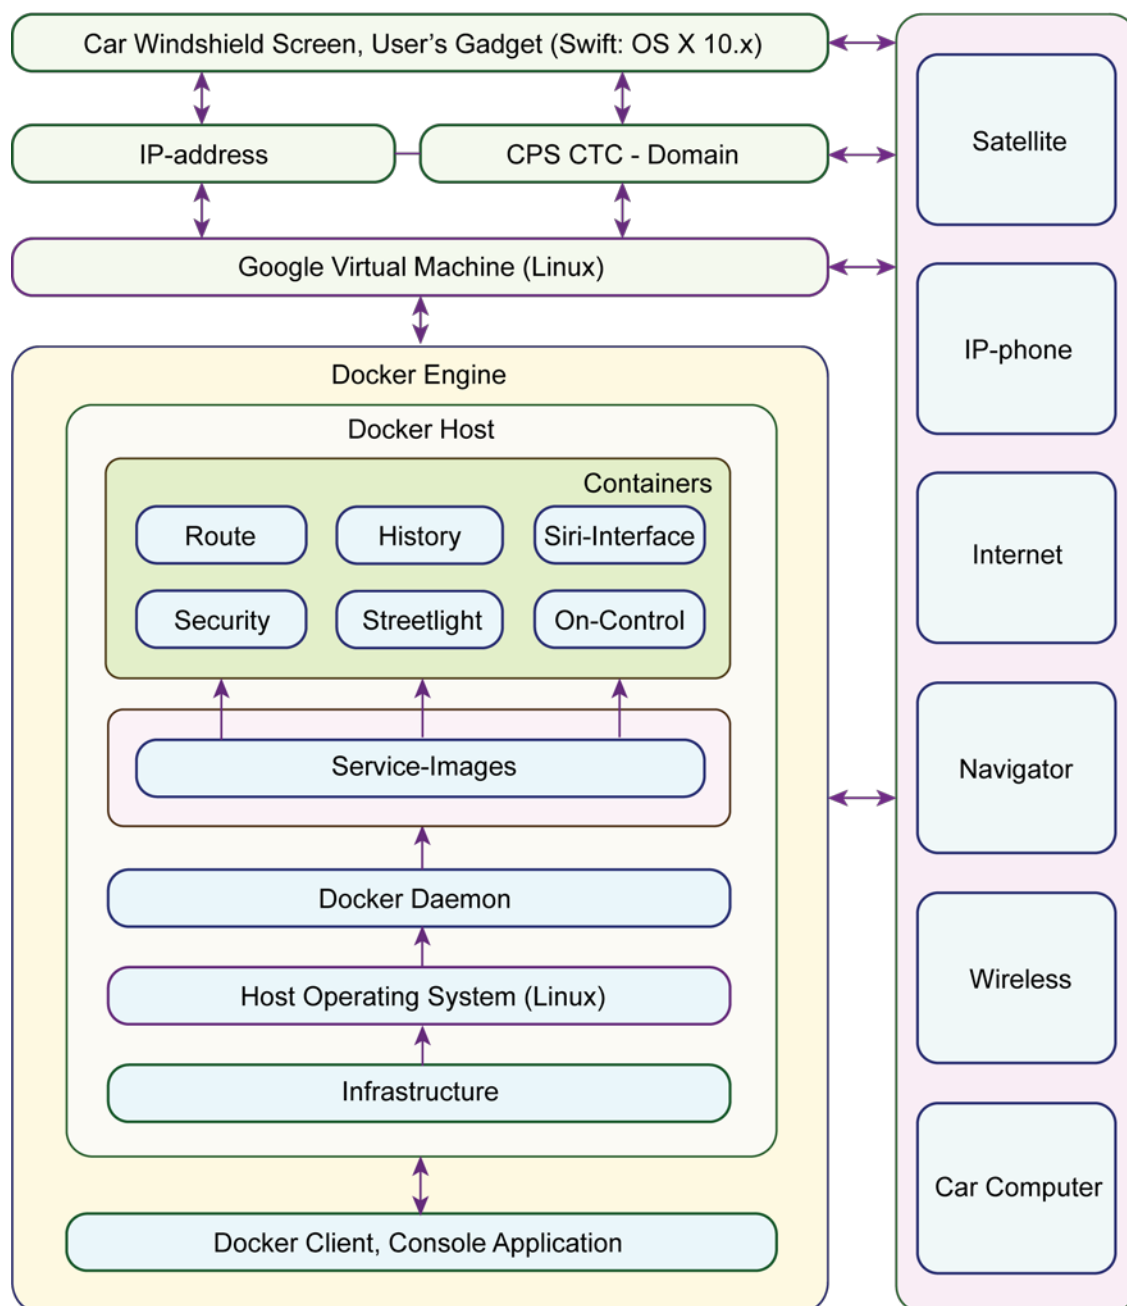 Car Windshield Screen, User's Gadget (Swift: OS X 10.x)
IP-address
CPS CTC - Domain
Google Virtual Machine (Linux)
Docker Engine
Docker Host
Containers
Route
History
Siri-Interface
Security
Streetlight
On-Control
Service-Images
Docker Daemon
Host Operating System (Linux)
Infrastructure
Docker Client, Console Application
Satellite
IP-phone
Internet
Navigator
Wireless
Car Computer